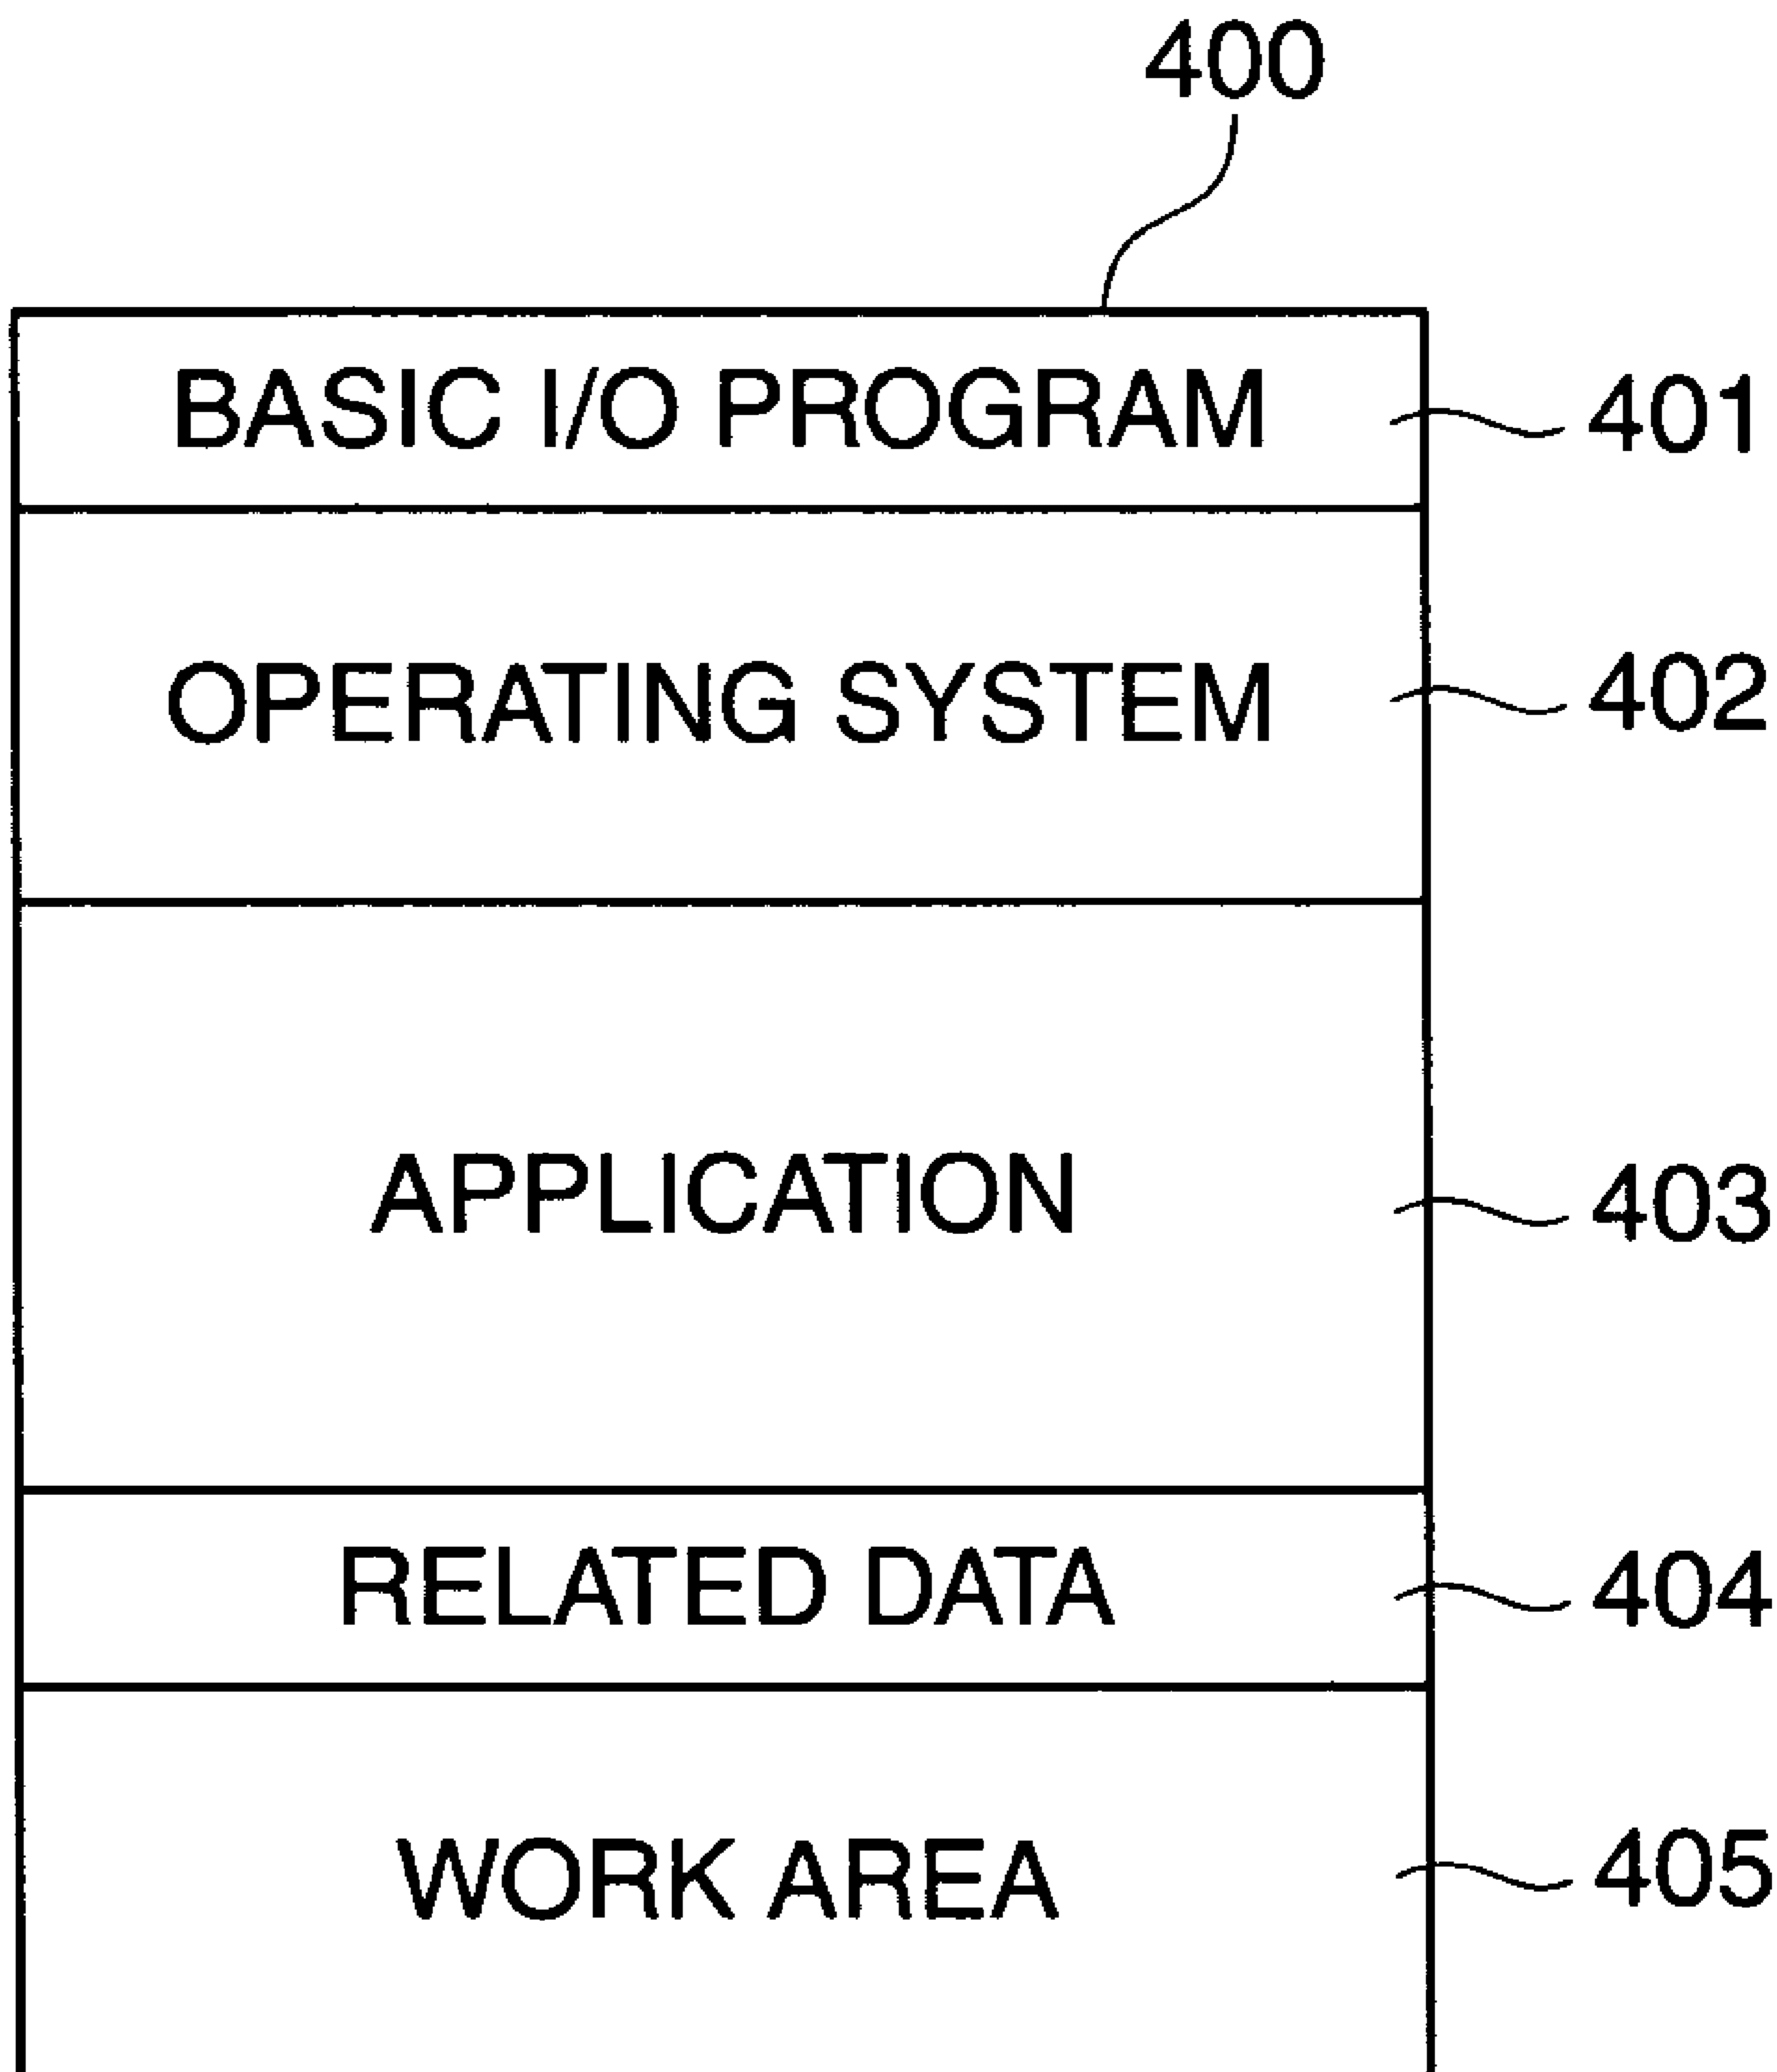 400
BASIC I/O PROGRAM 401
OPERATING SYSTEM 402
APPLICATION 403
RELATED DATA 404
WORK AREA 405